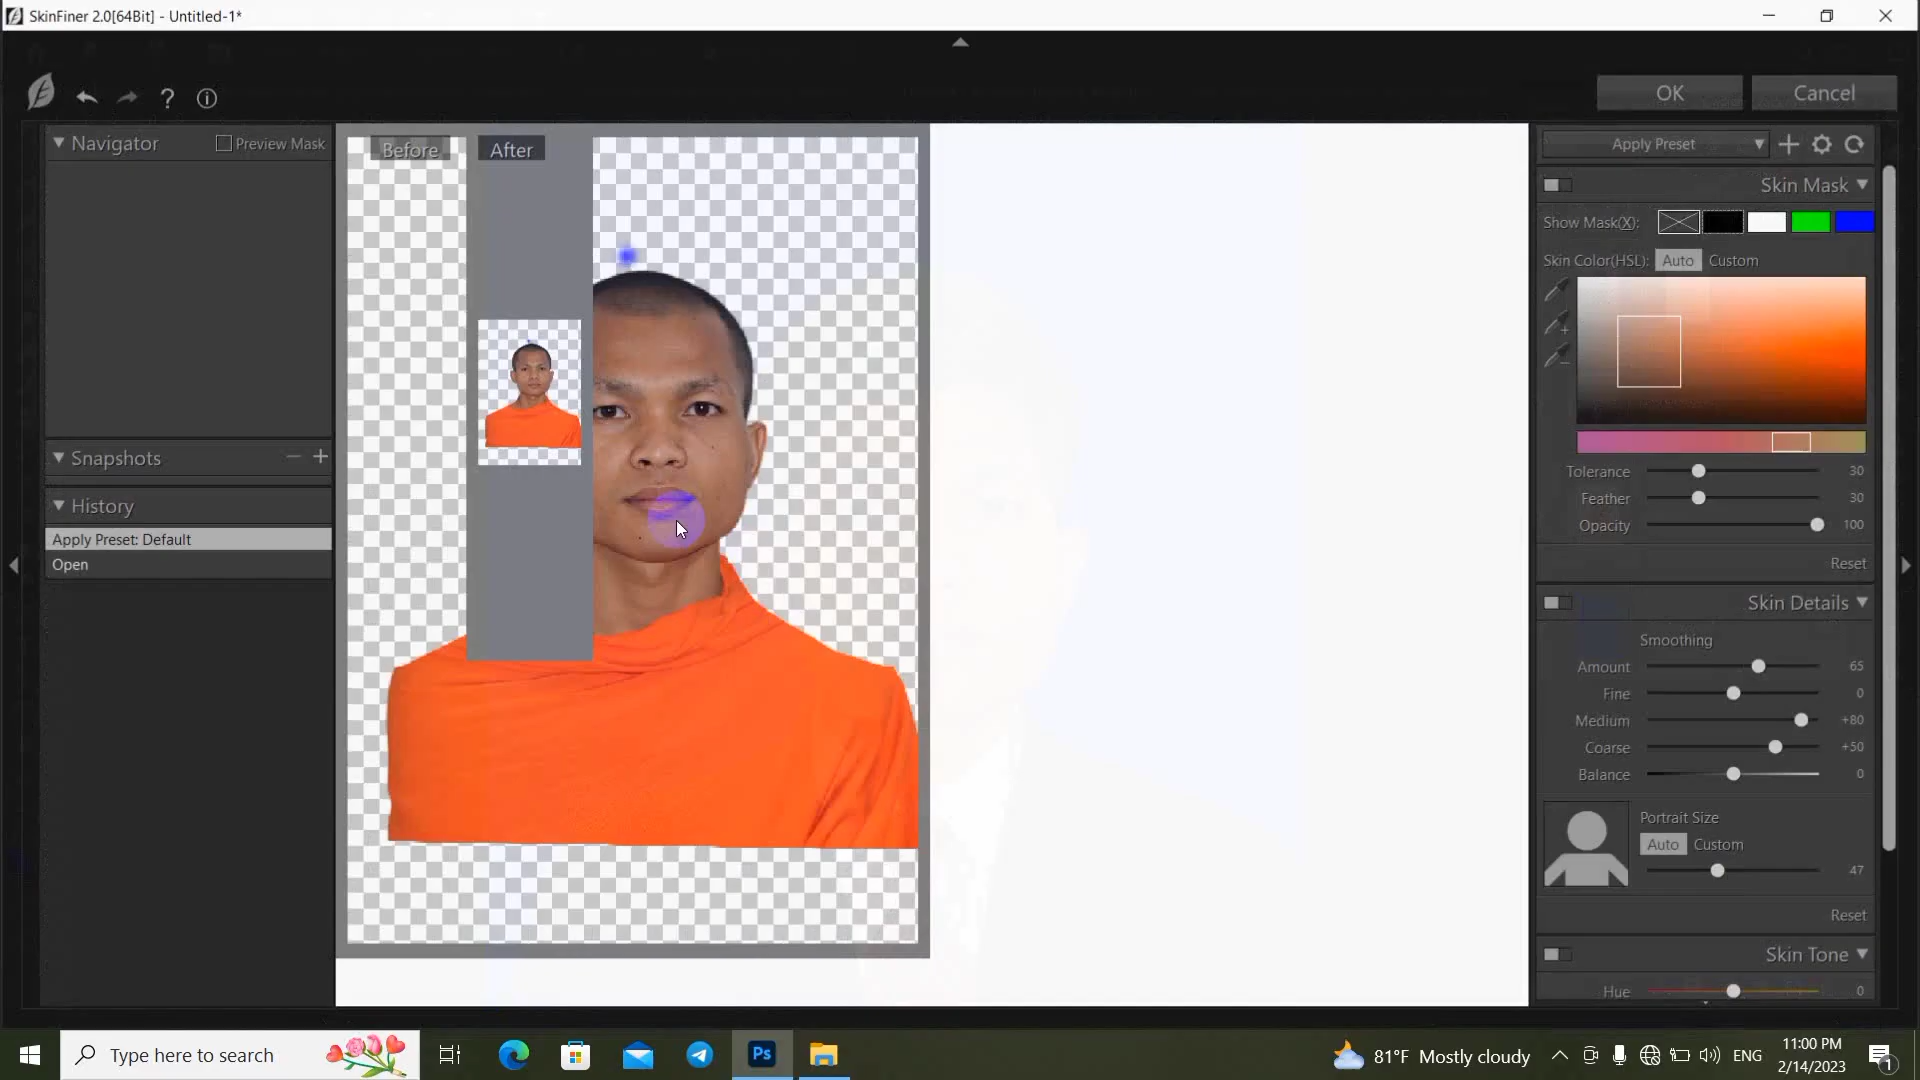 SkinFiner 2.0[64Bit] - Untitled-1*
OK
Cancel
Navigator
Preview Mask
Before
After
Apply Preset
Skin Mask
Show Mask(X):
Skin Color(HSL): Auto Custom
Tolerance 30
Feather 30
Opacity 100
Reset
Snapshots
History
Apply Preset: Default
Open
Skin Details
Smoothing
Amount 65
Fine 0
Medium +80
Coarse +50
Balance 0
Portrait Size
Auto Custom
47
Reset
Skin Tone
Hue 0
Type here to search
Ps
81°F Mostly cloudy
ENG
11:00 PM
2/14/2023
1